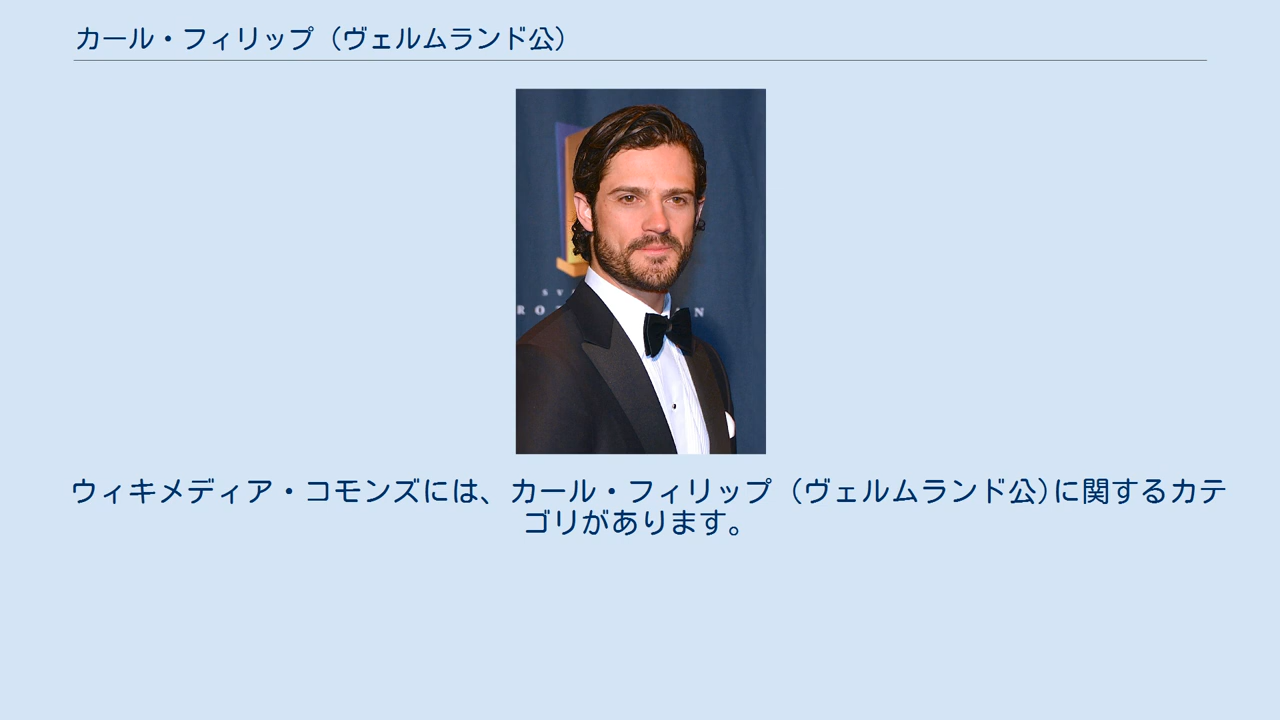 カール・フィリップ（ヴェルムランド公）
R O
A N
ウィキメディア・コモンズには、カール・フィリップ（ヴェルムランド公)に関するカテ
ゴリがあります。